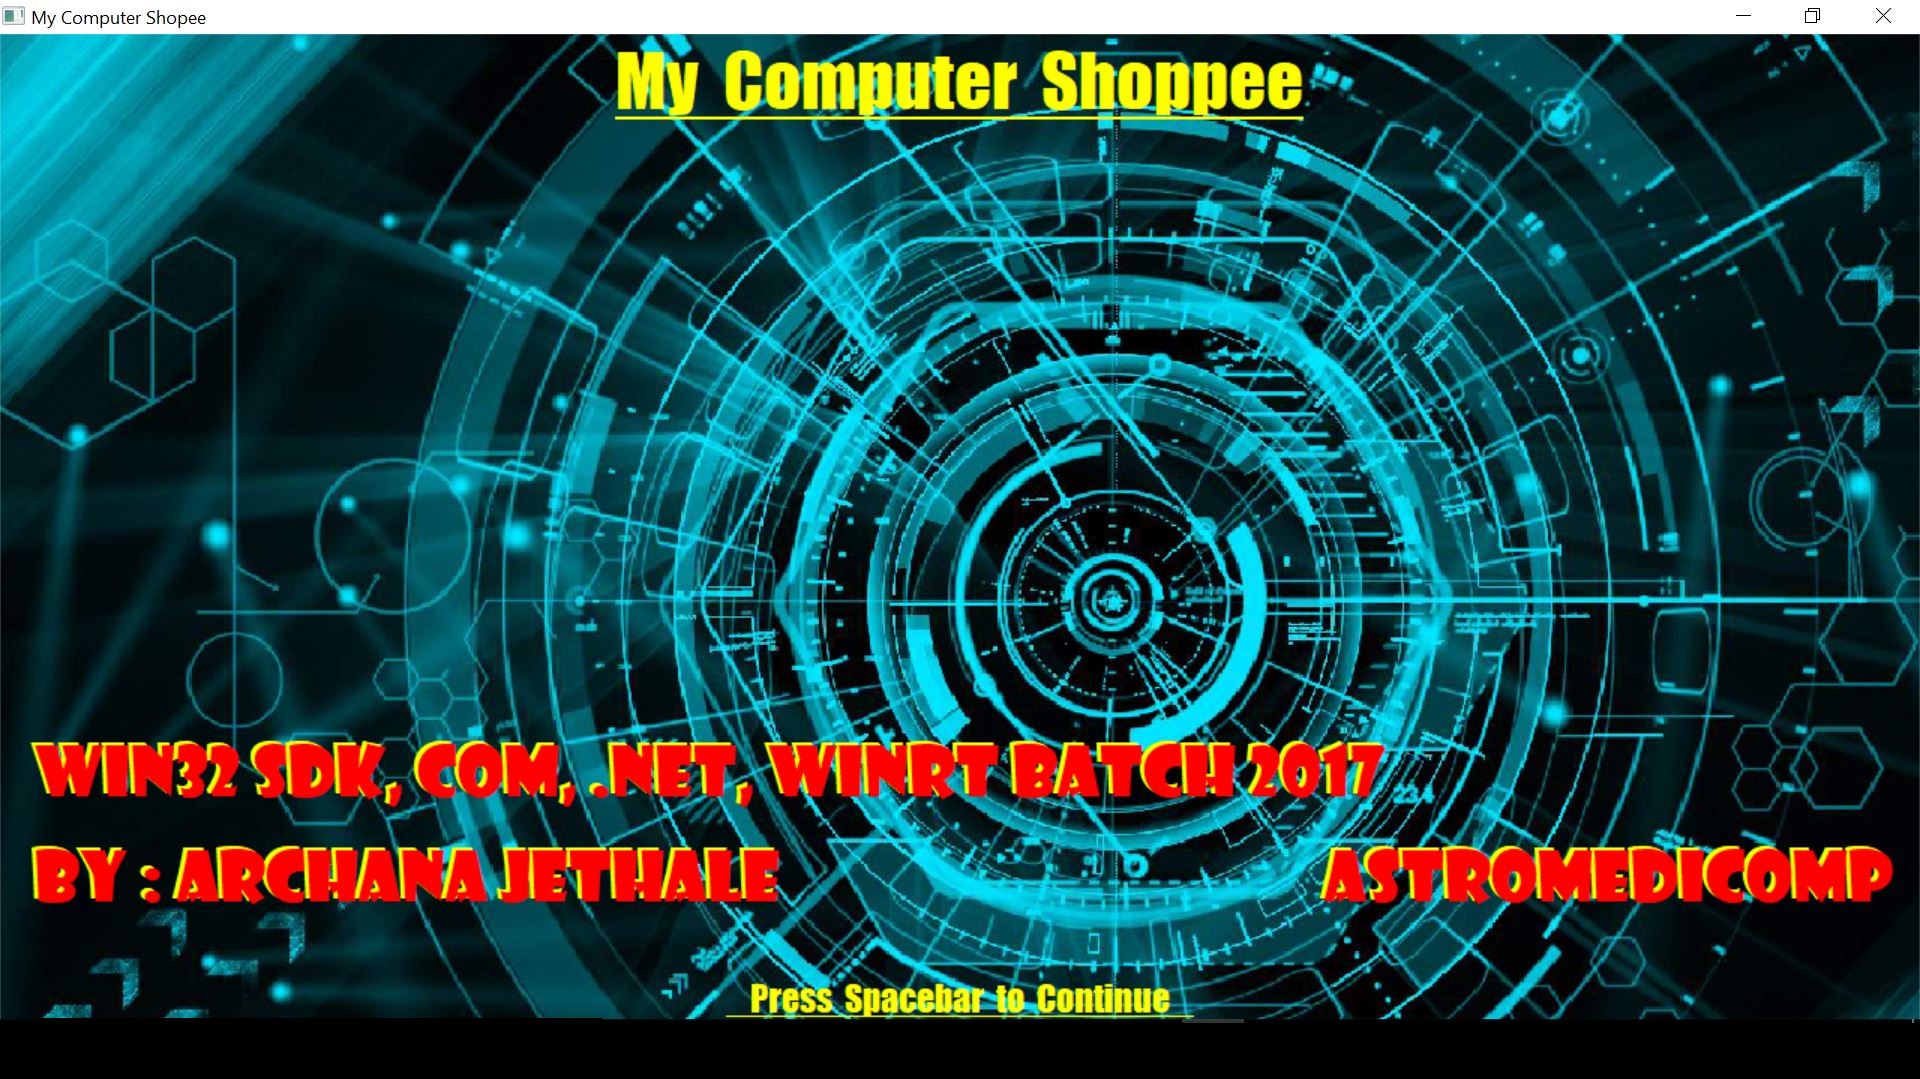 My Computer Shopee
My Computer Shoppee
WIN32 SDK, COM, .NET, WINRT BATCH 2017
BY : ARCHANA JETHALE
ASTROMEDICOMP
Press Spacebar to Continue